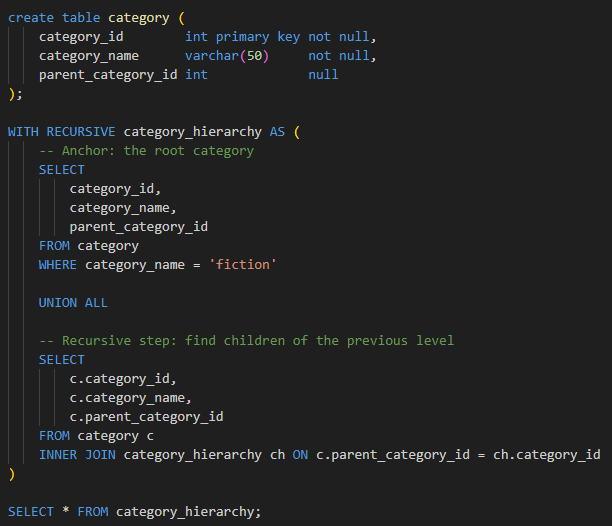 create table category (
    category_id        int primary key not null,
    category_name      varchar(50)     not null,
    parent_category_id int             null
);

WITH RECURSIVE category_hierarchy AS (
    -- Anchor: the root category
    SELECT
        category_id,
        category_name,
        parent_category_id
    FROM category
    WHERE category_name = 'fiction'

    UNION ALL

    -- Recursive step: find children of the previous level
    SELECT
        c.category_id,
        c.category_name,
        c.parent_category_id
    FROM category c
    INNER JOIN category_hierarchy ch ON c.parent_category_id = ch.category_id
)

SELECT * FROM category_hierarchy;